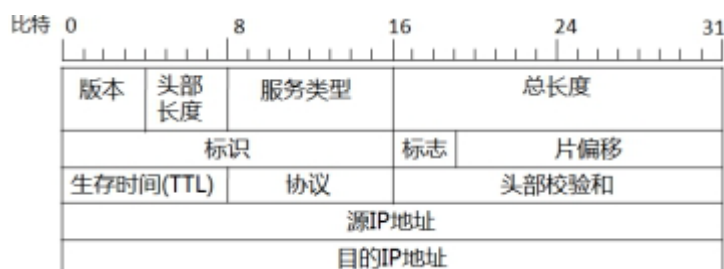 比特 0 8 16 24 31
版本 头部长度 服务类型 总长度
标识 标志 片偏移
生存时间(TTL) 协议 头部校验和
源IP地址
目的IP地址